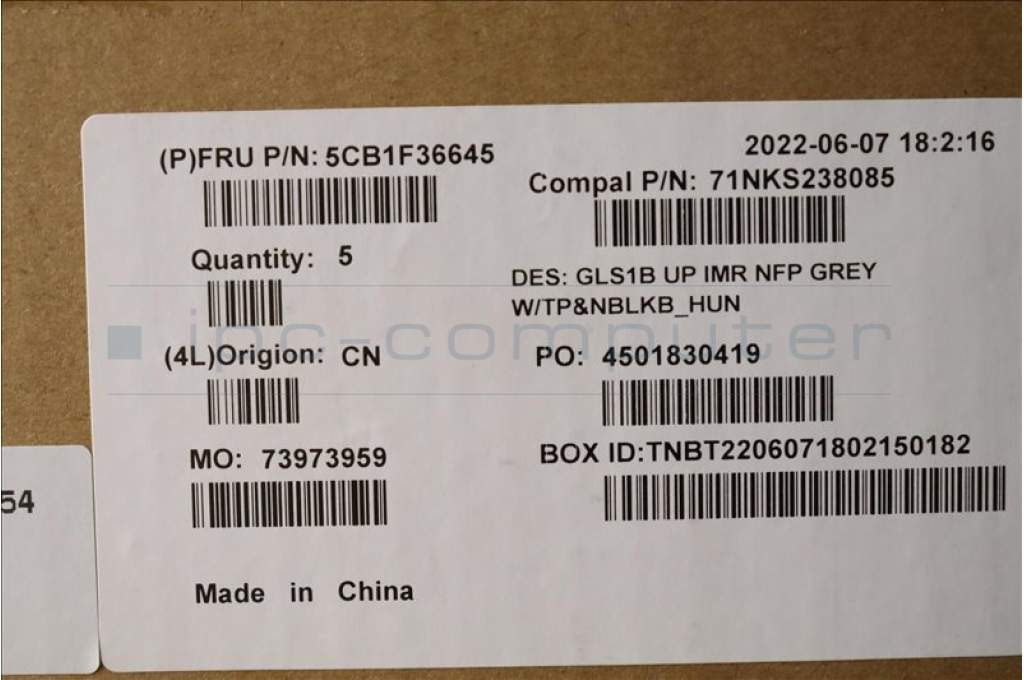 2022-06-07 18:2:16
(P)FRU P/N: 5CB1F36645
Compal P/N: 71NKS238085
Quantity: 5
DES: GLS1B UP IMR NFP GREY
W/TP&NBLKB_HUN
ipc-computer
(4L)Origion: CN
PO: 4501830419
MO: 73973959
BOX ID:TNBT2206071802150182
54
Made in China